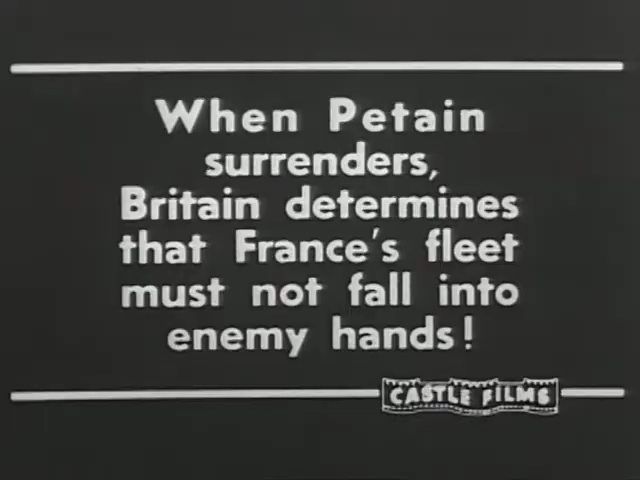 When Petain
surrenders,
Britain determines
that France's fleet
must not fall into
enemy hands!
CASTLE FILMS